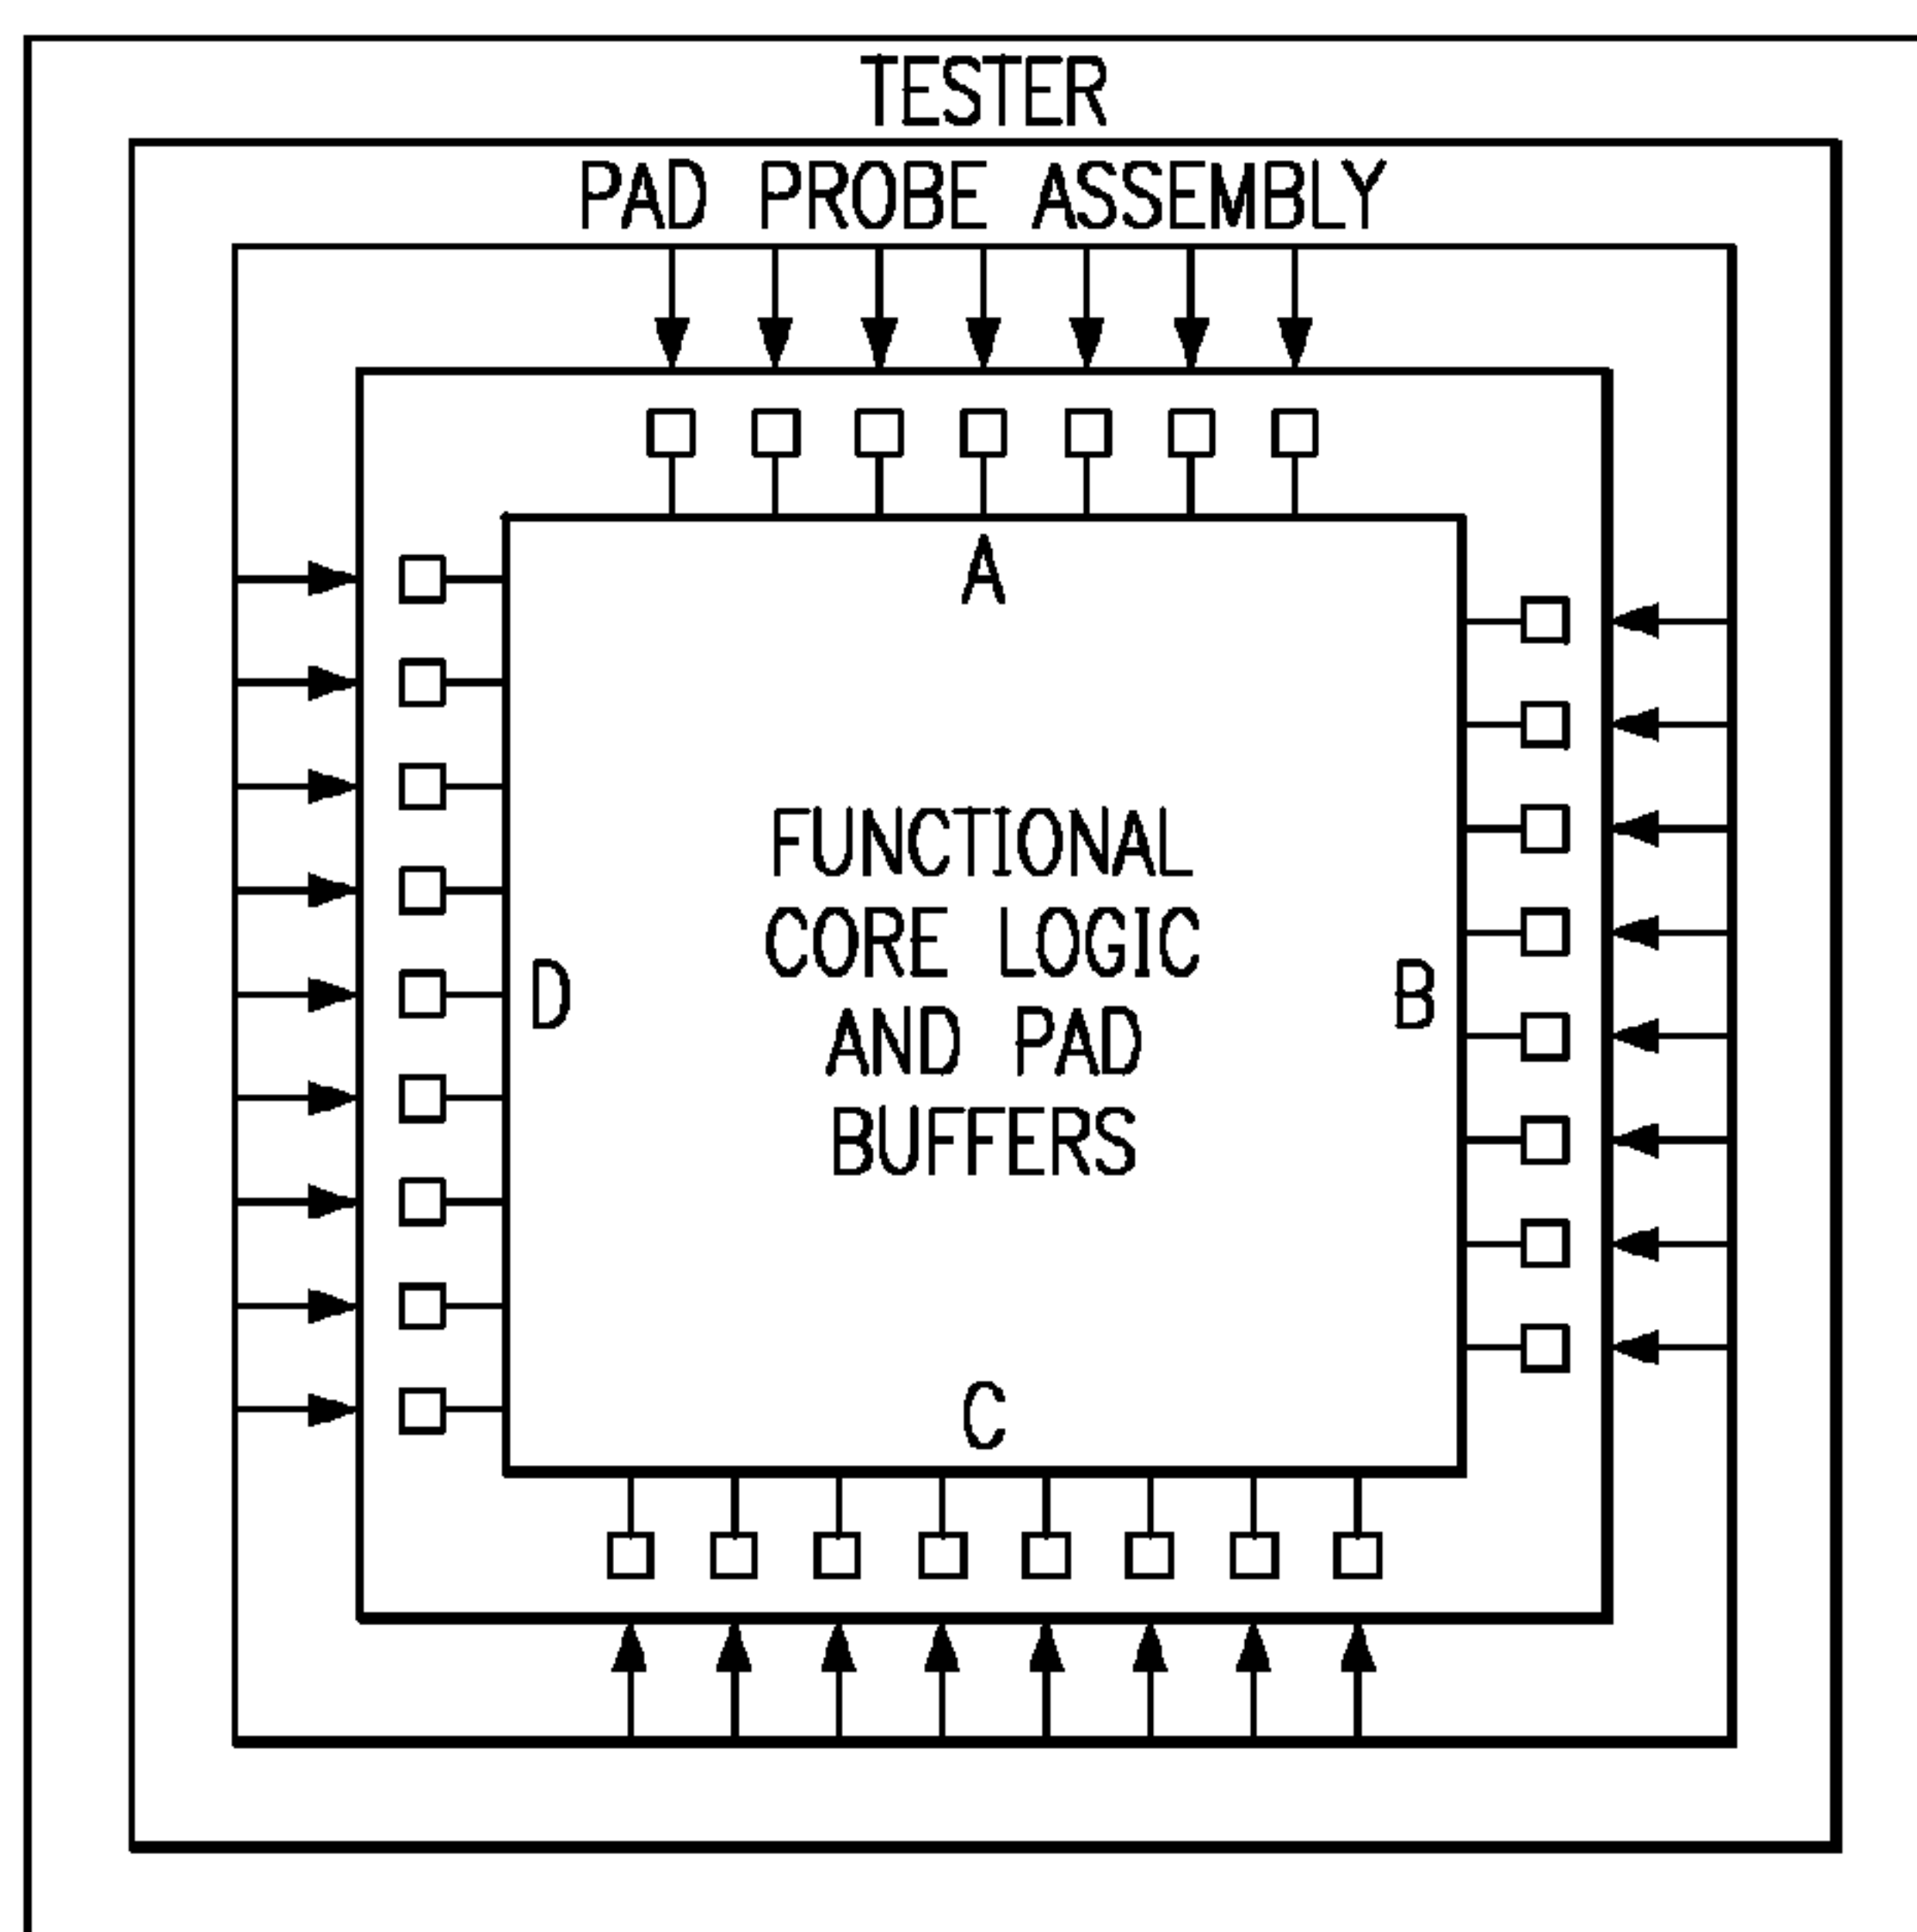 TESTER
PAD PROBE ASSEMBLY
A
FUNCTIONAL
CORE LOGIC
D
B
AND PAD
BUFFERS
C